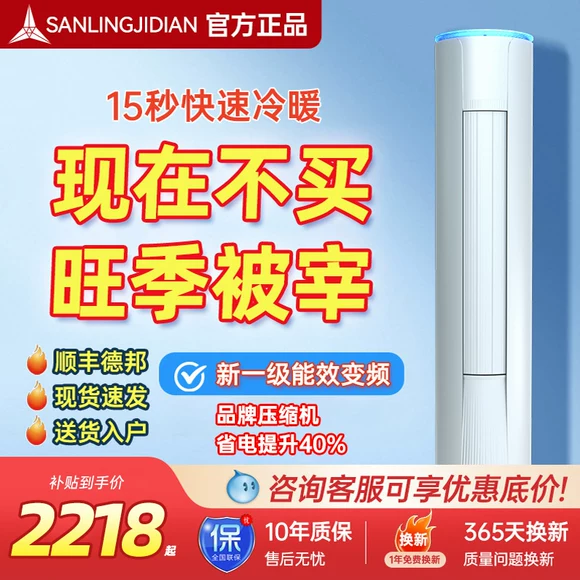 SANLINGJIDIAN 官方正品
15秒快速冷暖
现在不买
旺季被宰
顺丰德邦
现货速发
送货入户
新一级能效变频
品牌压缩机
省电提升40%
补贴到手价
2218起
咨询客服可享优惠底价!
保
优
全国联保
10年质保
售后无忧
换新
1年免费换新
365天换新
质量问题换新